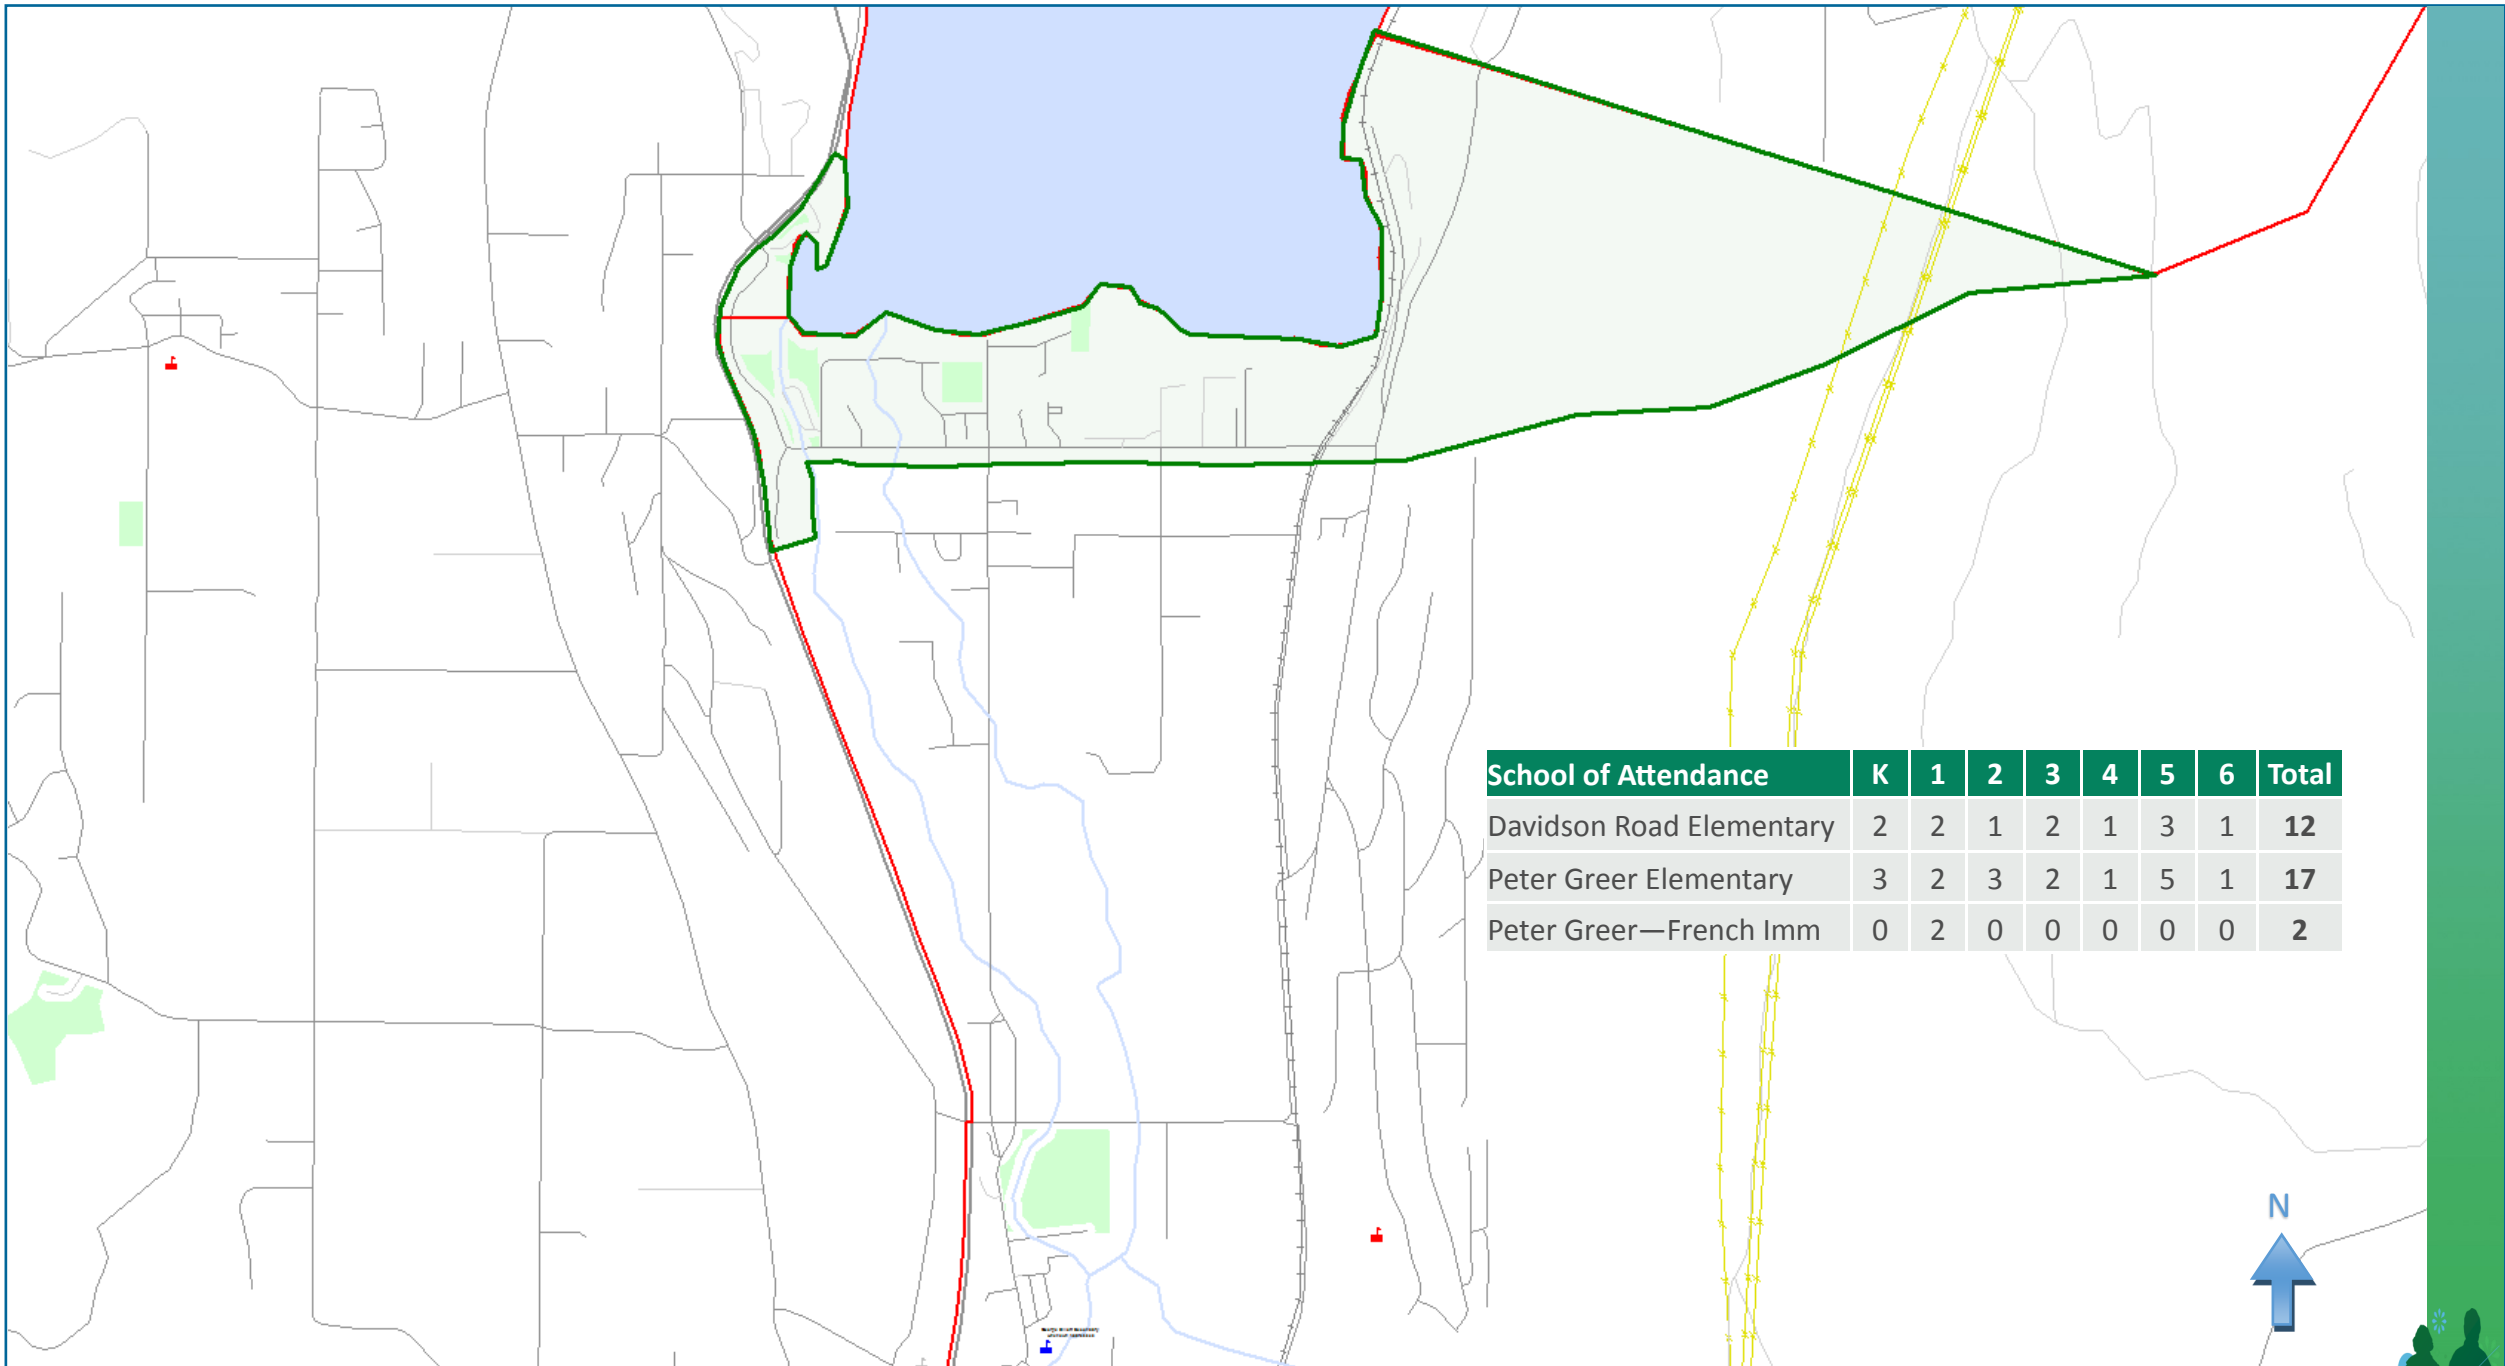 School of Attendance K 1 2 3 4 5 6 Total
Davidson Road Elementary 2 2 1 2 1 3 1 12
Peter Greer Elementary 3 2 3 2 1 5 1 17
Peter Greer—French Imm 0 2 0 0 0 0 0 2
N